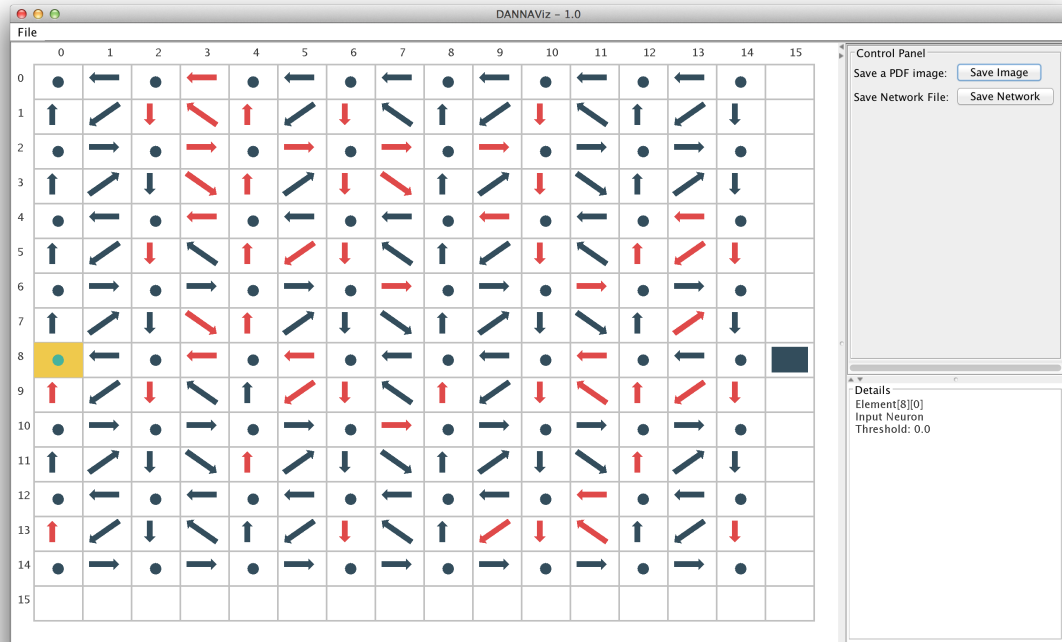 DANNAViz – 1.0
File
0 1 2 3 4 5 6 7 8 9 10 11 12 13 14 15
0
1
2
3
4
5
6
7
8
9
10
11
12
13
14
15
Control Panel
Save a PDF image: Save Image
Save Network File: Save Network
Details
Element[8][0]
Input Neuron
Threshold: 0.0